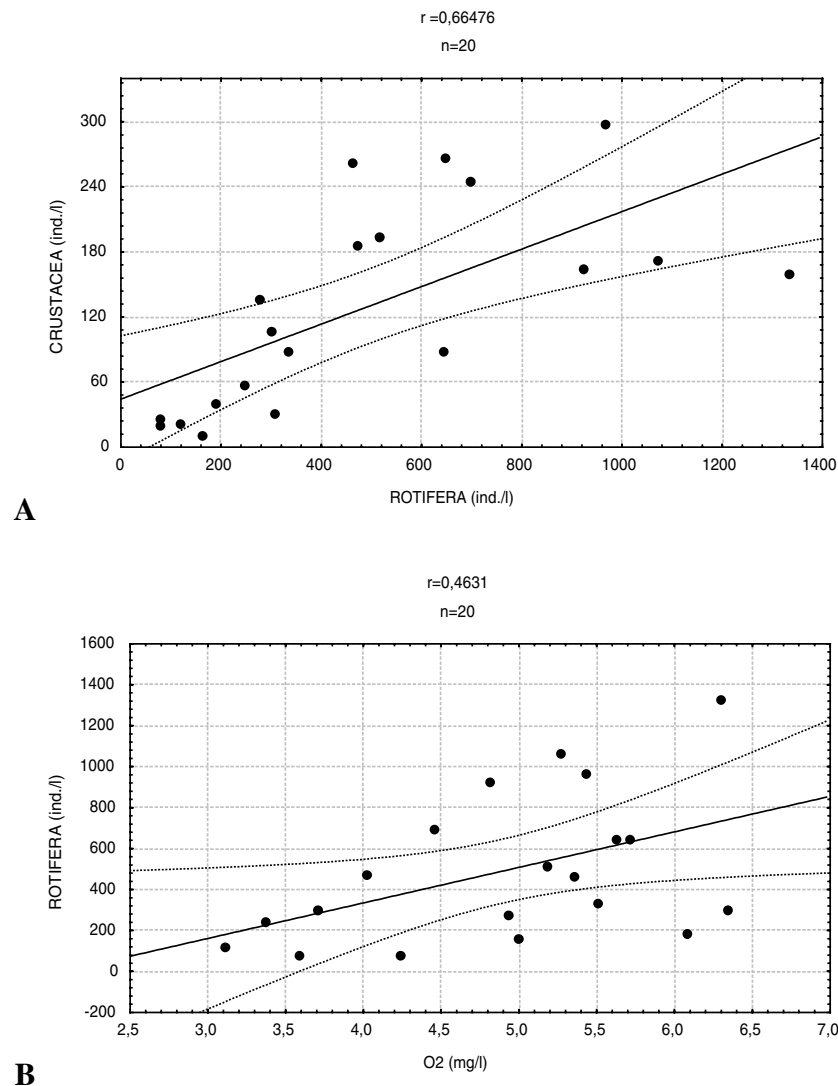 r =0,66476
n=20
CRUSTACEA (ind./l)
300
240
180
120
60
0
0 200 400 600 800 1000 1200 1400
ROTIFERA (ind./l)
A
r=0,4631
n=20
ROTIFERA (ind./l)
1600
1400
1200
1000
800
600
400
200
0
-200
2,5 3,0 3,5 4,0 4,5 5,0 5,5 6,0 6,5 7,0
O2 (mg/l)
B